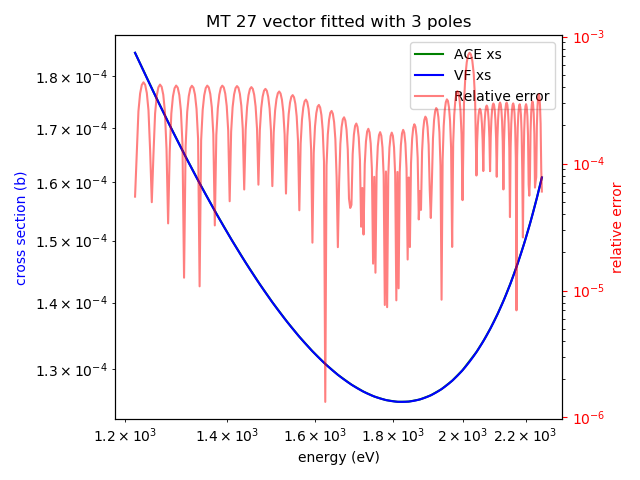 MT 27 vector fitted with 3 poles
ACE xs
VF xs
Relative error
1.8 × 10⁻⁴
1.7 × 10⁻⁴
1.6 × 10⁻⁴
1.5 × 10⁻⁴
1.4 × 10⁻⁴
1.3 × 10⁻⁴
cross section (b)
10⁻³
10⁻⁴
10⁻⁵
10⁻⁶
relative error
1.2 × 10³ 1.4 × 10³ 1.6 × 10³ 1.8 × 10³ 2 × 10³ 2.2 × 10³
energy (eV)